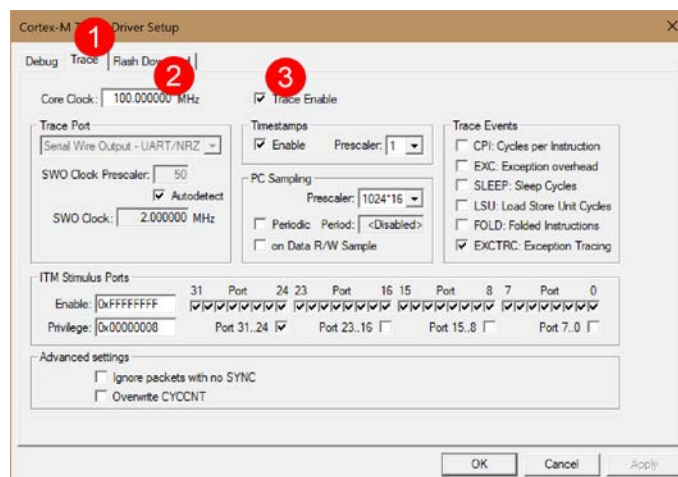 Cortex-M Driver Setup
1
Debug Trace Flash
2
3
Core Clock: 100.000000 MHz
Trace Enable
Trace Port
Serial Wire Output - UART/NRZ
SWO Clock Prescaler: 50
Autodetect
SWO Clock: 2.000000 MHz
Timestamps
Enable Prescaler: 1
PC Sampling
Prescaler: 1024*16
Periodic Period: <Disabled>
on Data R/W Sample
Trace Events
CPI: Cycles per Instruction
EXC: Exception overhead
SLEEP: Sleep Cycles
LSU: Load Store Unit Cycles
FOLD: Folded Instructions
EXCTRC: Exception Tracing
ITM Stimulus Ports
31 Port 24 23 Port 16 15 Port 8 7 Port 0
Enable: 0xFFFFFFFF
Privilege: 0x00000008 Port 31..24 Port 23..16 Port 15..8 Port 7..0
Advanced settings
Ignore packets with no SYNC
Overwrite CYCCNT
OK Cancel Apply